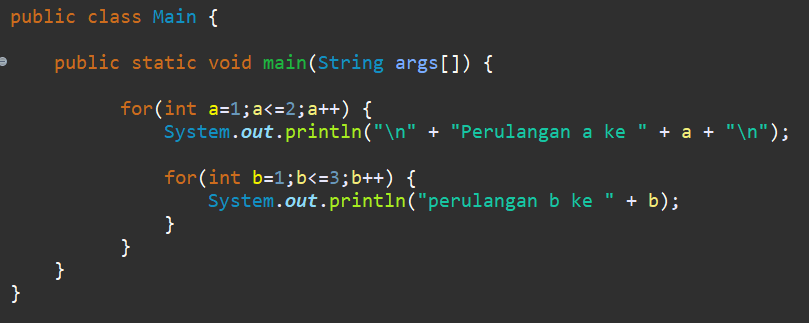 public class Main {
public static void main(String args[]) {
for(int a=1;a<=2;a++) {
System.out.println("\n" + "Perulangan a ke " + a + "\n");
for(int b=1;b<=3;b++) {
System.out.println("perulangan b ke " + b);
}
}
}
}